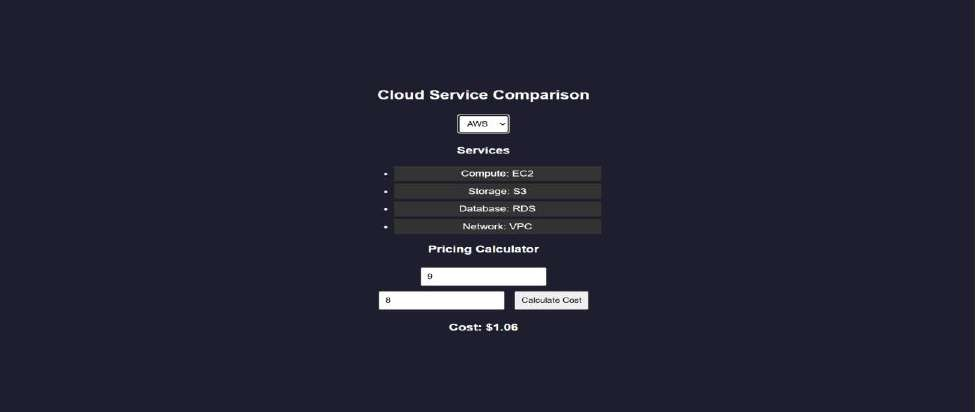 Cloud Service Comparison
AWS
Services
Compute: EC2
Storage: S3
Database: RDS
Network: VPC
Pricing Calculator
9
8 Calculate Cost
Cost: $1.06